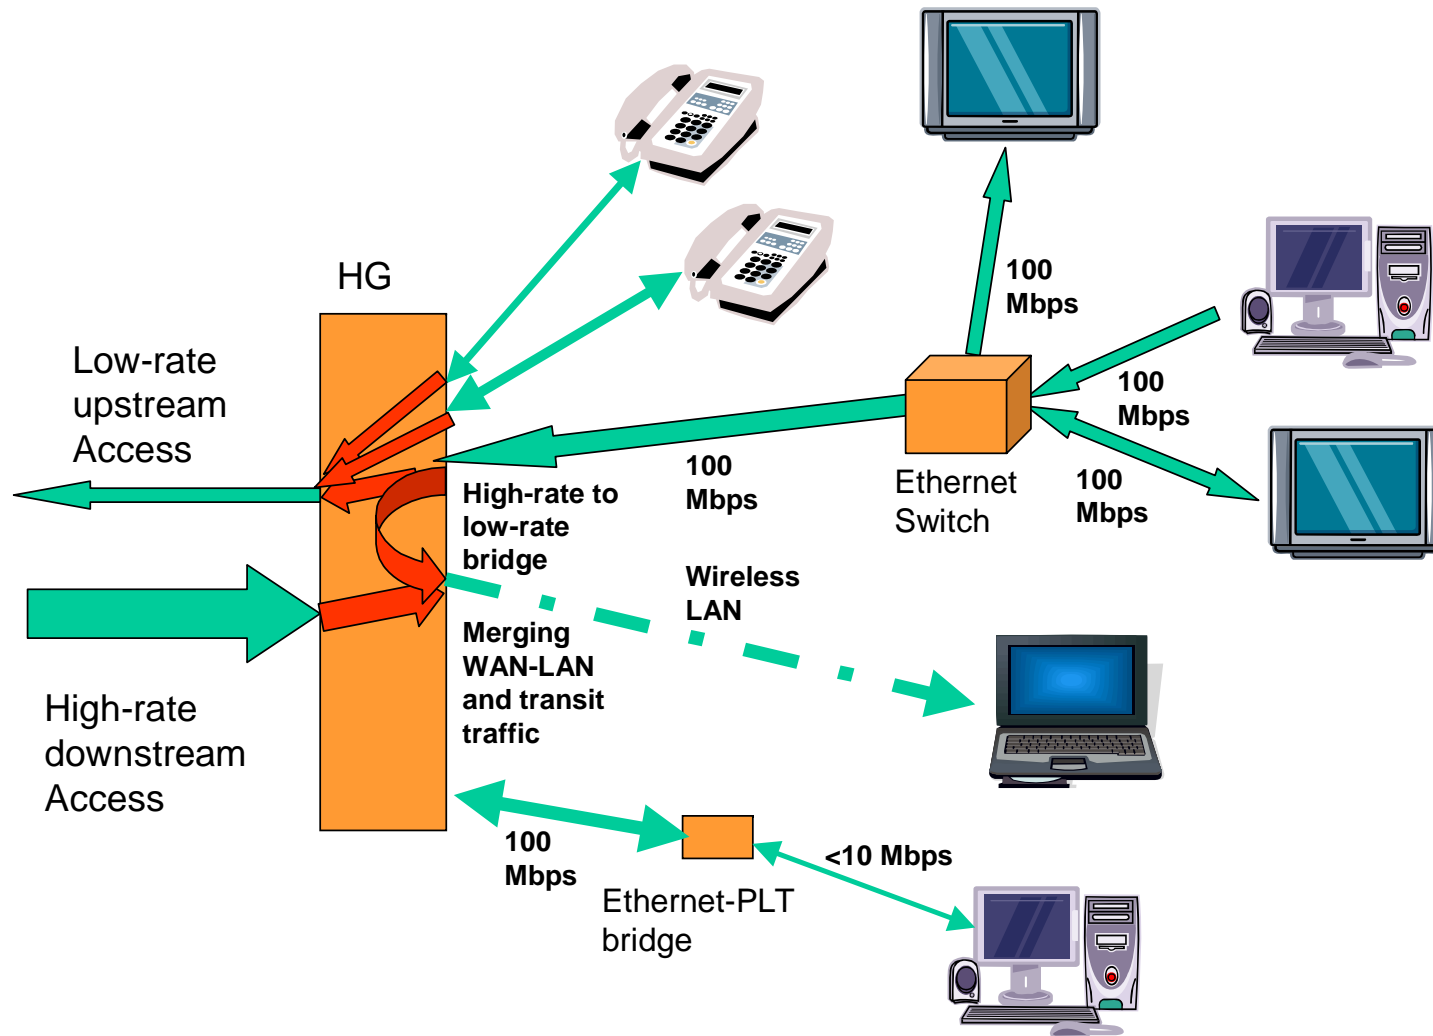 HG
Low-rate
upstream
Access
100
Mbps
100
Mbps
100
Mbps
100
Mbps
Ethernet
Switch
High-rate to
low-rate
bridge
Wireless
LAN
Merging
WAN-LAN
and transit
traffic
High-rate
downstream
Access
100
Mbps
<10 Mbps
Ethernet-PLT
bridge